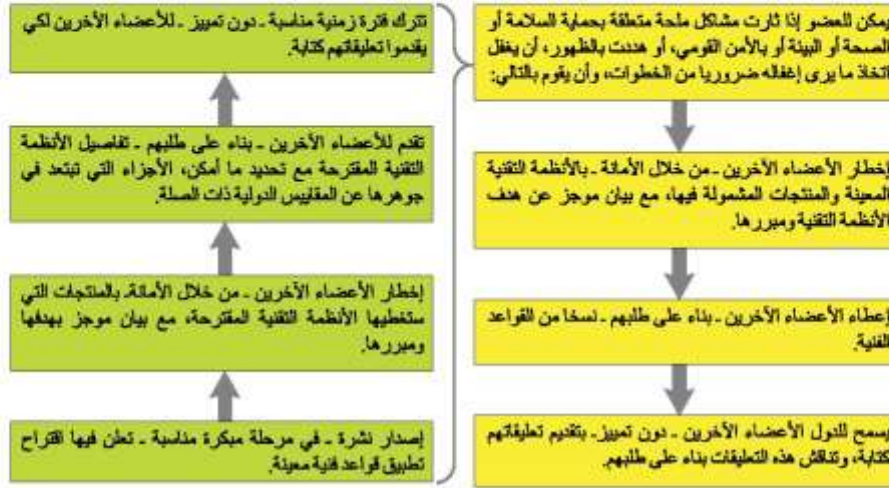 يمكن للعضو إذا ثارت مشاكل ملحة متعلقة بحماية السلامة أو
الصحة أو البيئة أو بالأمن القومي، أو هددت بالظهور، أن يغفل
اتخاذ ما يرى إغفاله ضروريا من الخطوات، وأن يقوم بالتالي:
إخطار الأعضاء الآخرين - من خلال الأمانة - بالأنظمة التقنية
المعينة والمنتجات المشمولة فيها، مع بيان موجز عن هدف
الأنظمة التقنية ومبررها.
إعطاء الأعضاء الآخرين - بناء على طلبهم - نسخا من القواعد
الفنية.
يسمح للدول الأعضاء الآخرين - دون تمييز - بتقديم تعليقاتهم
كتابة، وتناقش هذه التعليقات بناء على طلبهم.
تترك فترة زمنية مناسبة - دون تمييز - للأعضاء الآخرين لكي
يقدموا تعليقاتهم كتابة.
تقدم للأعضاء الآخرين - بناء على طلبهم - تفاصيل الأنظمة
التقنية المقترحة مع تحديد ما أمكن، الأجزاء التي تبتعد في
جوهرها عن المقاييس الدولية ذات الصلة.
إخطار الأعضاء الآخرين - من خلال الأمانة - بالمنتجات التي
ستغطيها الأنظمة التقنية المقترحة، مع بيان موجز بهدفها
ومبررها.
إصدار نشرة - في مرحلة مبكرة مناسبة - تعلن فيها اقتراح
تطبيق قواعد فنية معينة.